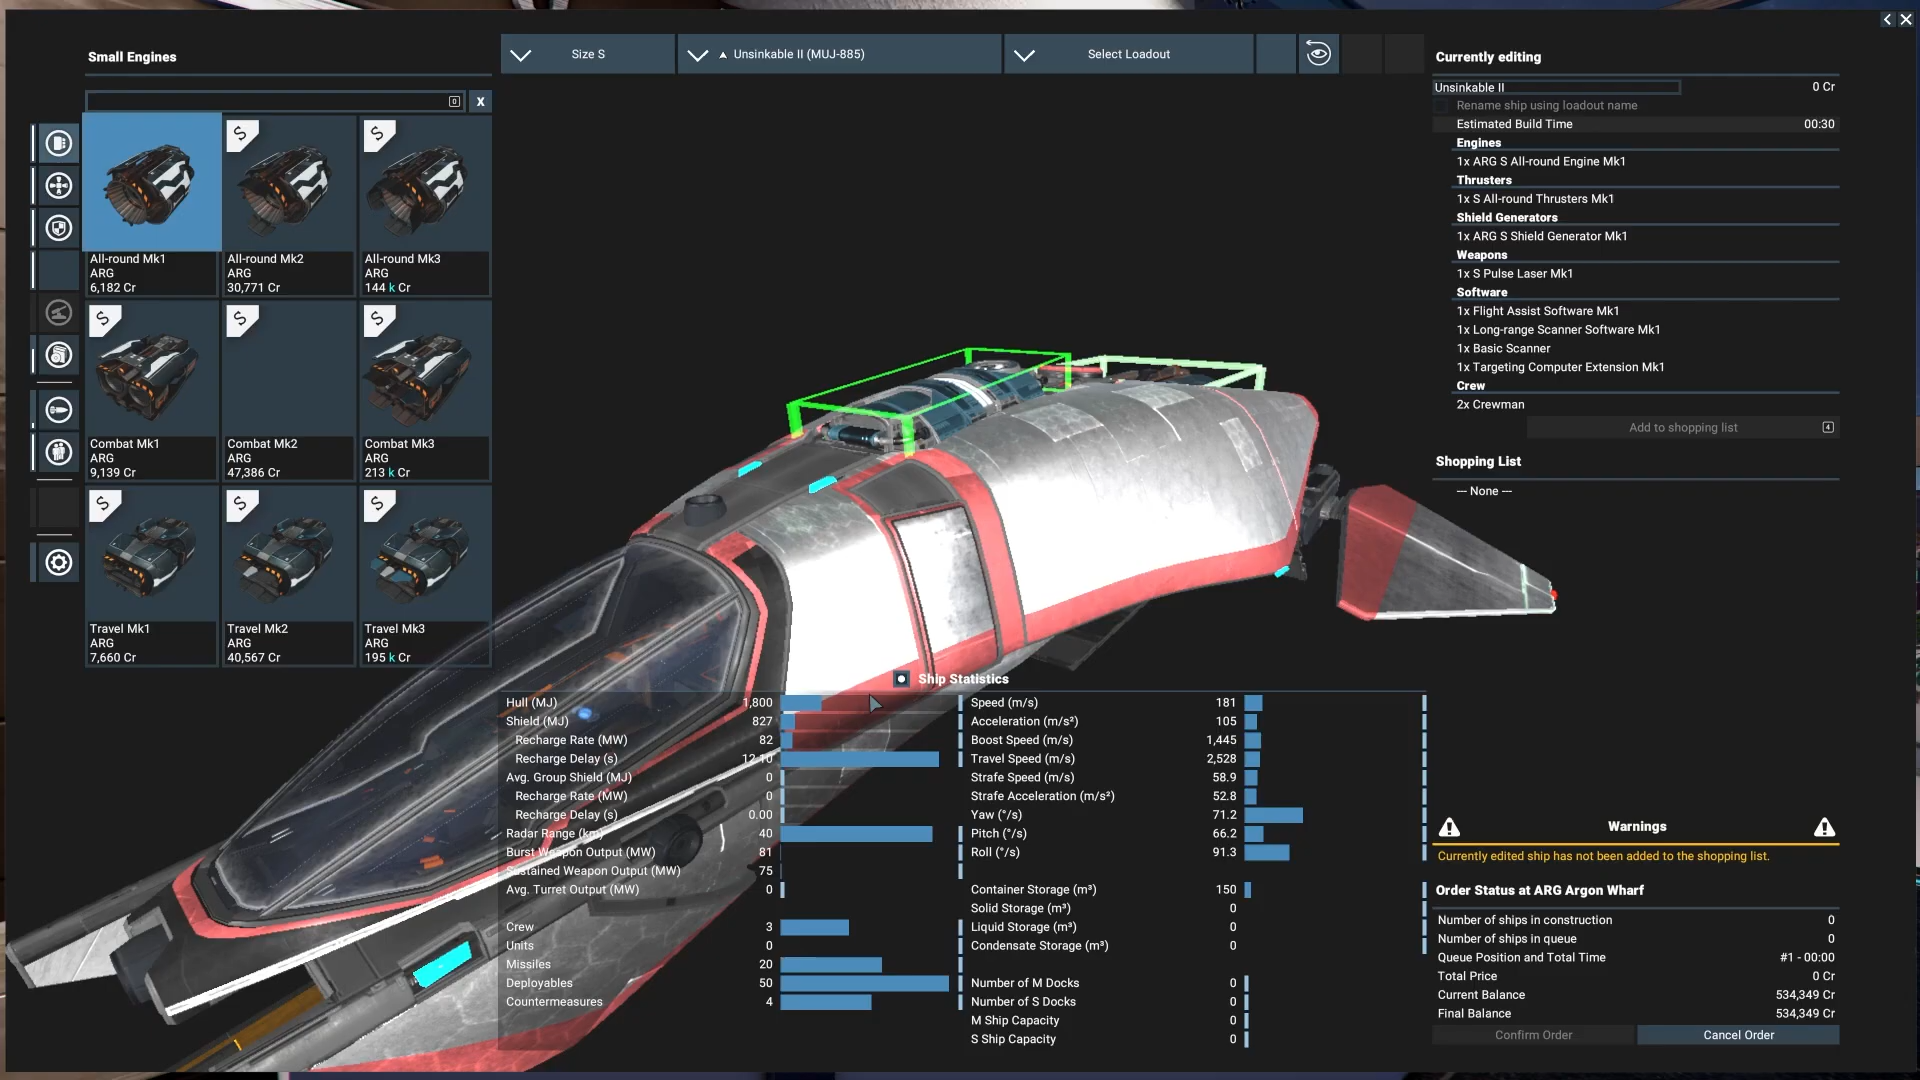 Small Engines
Size S
Unsinkable II (MUJ-885)
Select Loadout
0
X
$
$
All-round Mk1
ARG
6,182 Cr
All-round Mk2
ARG
30,771 Cr
All-round Mk3
ARG
144 k Cr
$
$
$
Combat Mk1
ARG
9,139 Cr
Combat Mk2
ARG
47,386 Cr
Combat Mk3
ARG
213 k Cr
$
$
$
Travel Mk1
ARG
7,660 Cr
Travel Mk2
ARG
40,567 Cr
Travel Mk3
ARG
195 k Cr
Ship Statistics
Hull (MJ) 1,800
Shield (MJ) 827
Recharge Rate (MW) 82
Recharge Delay (s) 12.10
Avg. Group Shield (MJ) 0
Recharge Rate (MW) 0
Recharge Delay (s) 0.00
Radar Range (km) 40
Burst Weapon Output (MW) 81
Sustained Weapon Output (MW) 75
Avg. Turret Output (MW) 0
Crew 3
Units 0
Missiles 20
Deployables 50
Countermeasures 4
Speed (m/s) 181
Acceleration (m/s²) 105
Boost Speed (m/s) 1,445
Travel Speed (m/s) 2,528
Strafe Speed (m/s) 58.9
Strafe Acceleration (m/s²) 52.8
Yaw (°/s) 71.2
Pitch (°/s) 66.2
Roll (°/s) 91.3
Container Storage (m³) 150
Solid Storage (m³) 0
Liquid Storage (m³) 0
Condensate Storage (m³) 0
Number of M Docks 0
Number of S Docks 0
M Ship Capacity 0
S Ship Capacity 0
Currently editing
Unsinkable II 0 Cr
Rename ship using loadout name
Estimated Build Time 00:30
Engines
1x ARG S All-round Engine Mk1
Thrusters
1x S All-round Thrusters Mk1
Shield Generators
1x ARG S Shield Generator Mk1
Weapons
1x S Pulse Laser Mk1
Software
1x Flight Assist Software Mk1
1x Long-range Scanner Software Mk1
1x Basic Scanner
1x Targeting Computer Extension Mk1
Crew
2x Crewman
Add to shopping list 4
Shopping List
--- None ---
Warnings
Currently edited ship has not been added to the shopping list.
Order Status at ARG Argon Wharf
Number of ships in construction 0
Number of ships in queue 0
Queue Position and Total Time #1 - 00:00
Total Price 0 Cr
Current Balance 534,349 Cr
Final Balance 534,349 Cr
Confirm Order
Cancel Order